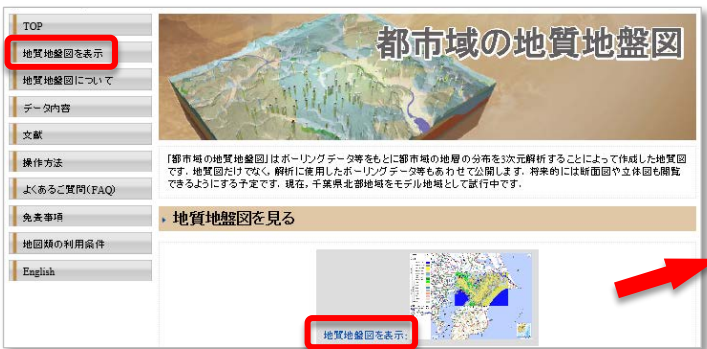 TOP
地質地盤図を表示
地質地盤図について
データ内容
文献
操作方法
よくあるご質問(FAQ)
免責事項
地図類の利用条件
English
都市域の地質地盤図
「都市域の地質地盤図」はボーリングデータ等をもとに都市域の地層の分布を3次元解析することによって作成した地質図
です. 地質図だけでなく, 解析に使用したボーリングデータ等もあわせて公開します. 将来的には断面図や立体図も閲覧
できるようにする予定です. 現在, 千葉県北部地域をモデル地域として試行中です.
地質地盤図を見る
地質地盤図を表示: